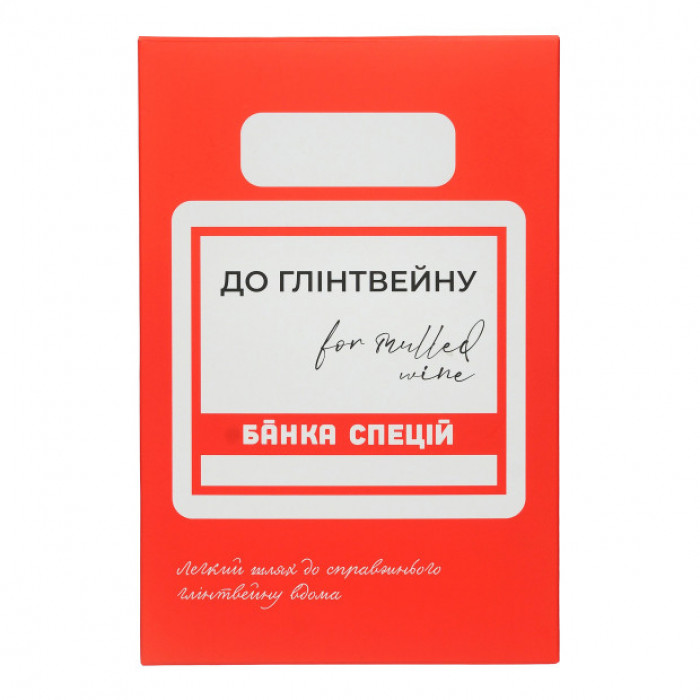 ДО ГЛІНТВЕЙНУ
for mulled
wine
БАНКА СПЕЦІЙ
легкий шлях до справжнього
глінтвейну вдома